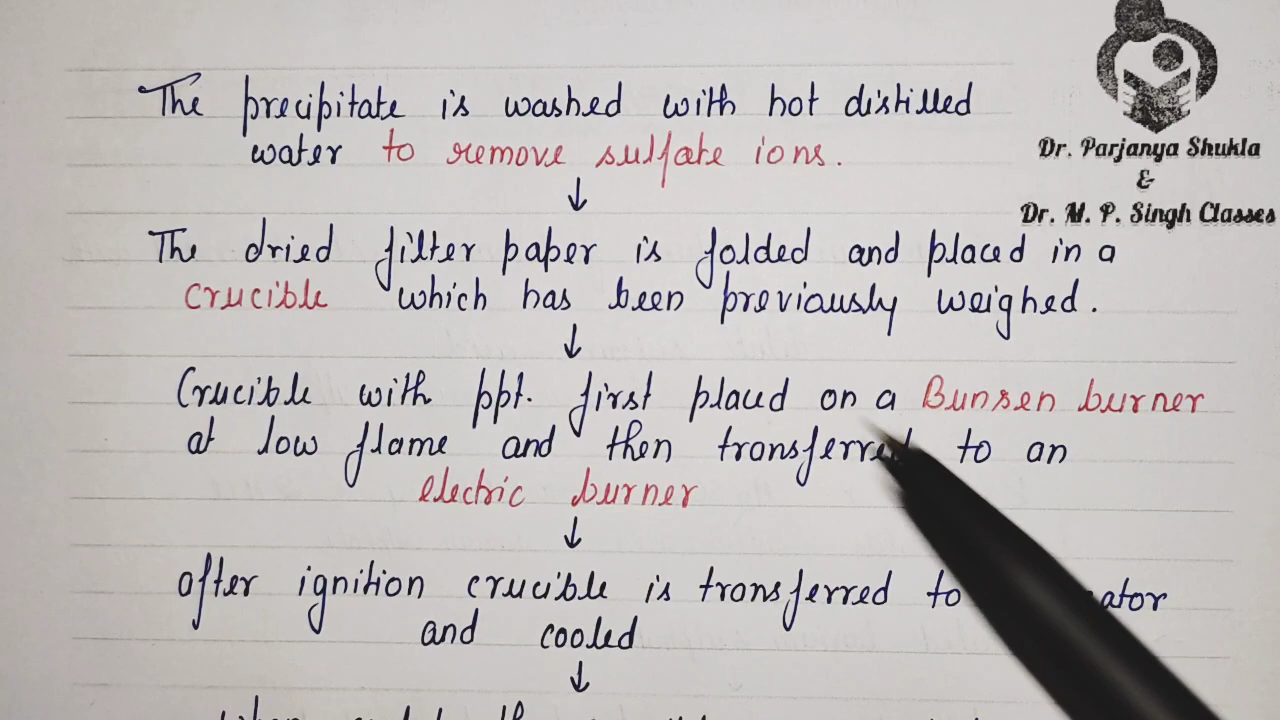 The precipitate is washed with hot distilled
water to remove sulfate ions.
↓
The dried filter paper is folded and placed in a
crucible which has been previously weighed.
↓
Crucible with ppt. first placed on a Bunsen burner
at low flame and then transferred to an
electric burner
↓
after ignition crucible is transferred to
and cooled
↓
Dr. Parjanya Shukla
&
Dr. M. P. Singh Classes